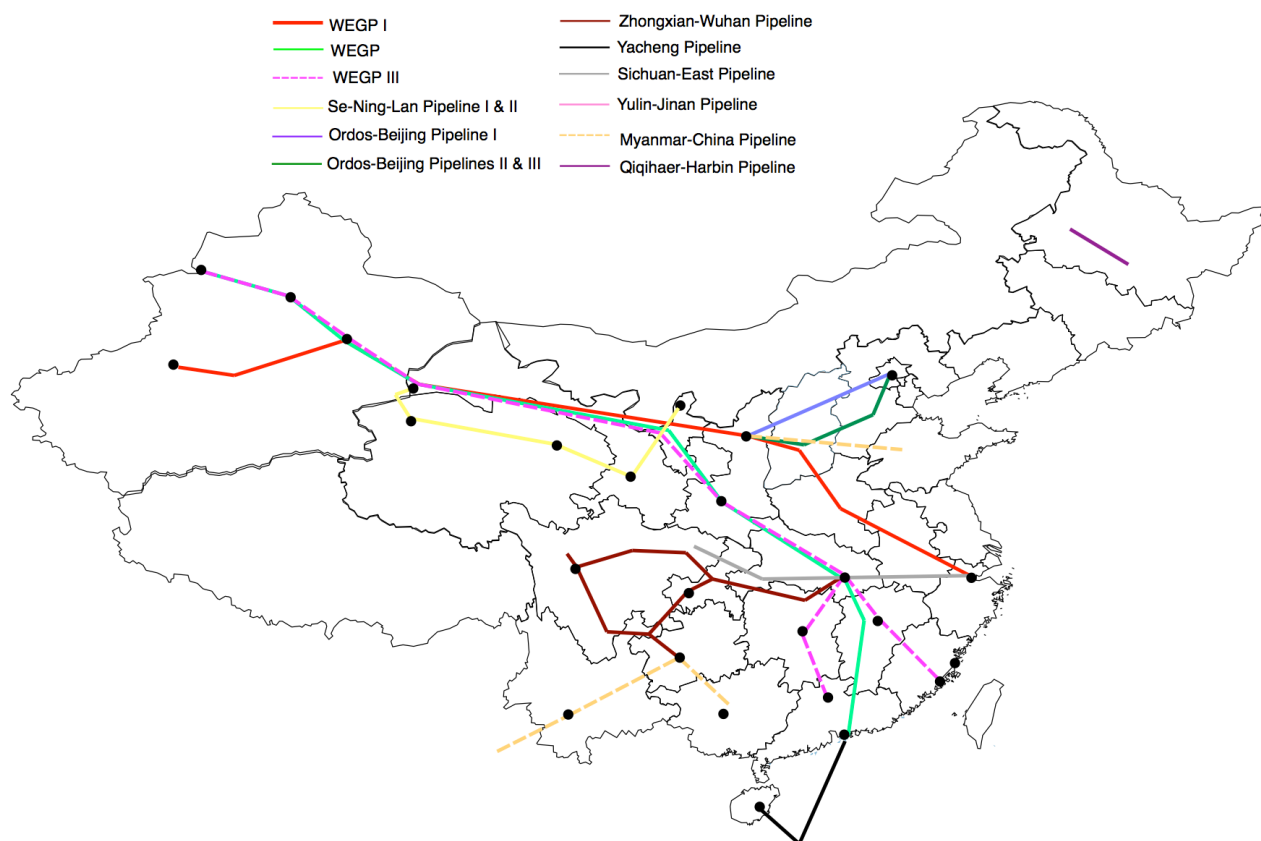 WEGP I
WEGP
WEGP III
Se-Ning-Lan Pipeline I & II
Ordos-Beijing Pipeline I
Ordos-Beijing Pipelines II & III
Zhongxian-Wuhan Pipeline
Yacheng Pipeline
Sichuan-East Pipeline
Yulin-Jinan Pipeline
Myanmar-China Pipeline
Qiqihaer-Harbin Pipeline